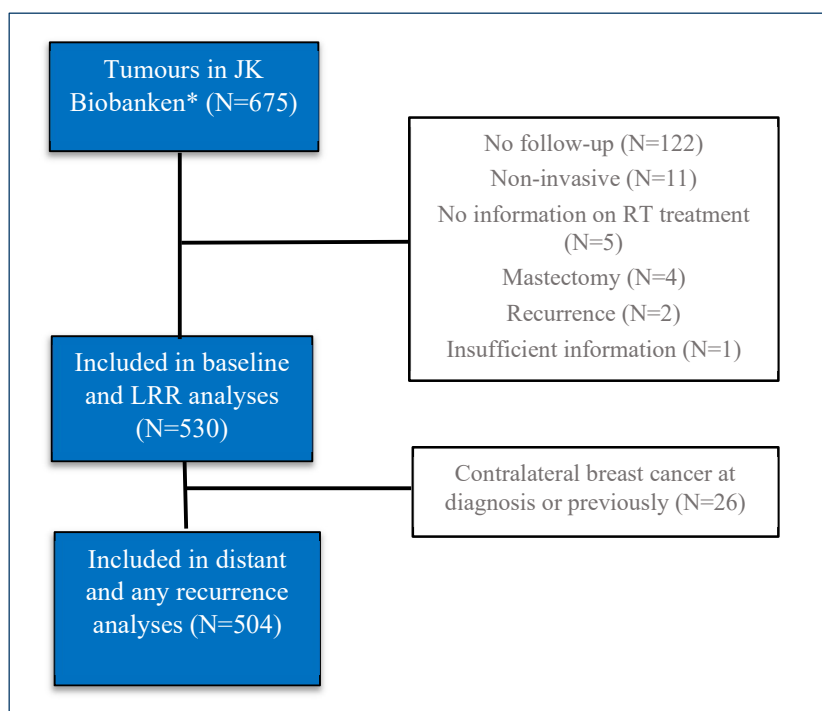 Tumours in JK
Biobanken* (N=675)
No follow-up (N=122)
Non-invasive (N=11)
No information on RT treatment
(N=5)
Mastectomy (N=4)
Recurrence (N=2)
Insufficient information (N=1)
Included in baseline
and LRR analyses
(N=530)
Contralateral breast cancer at
diagnosis or previously (N=26)
Included in distant
and any recurrence
analyses (N=504)